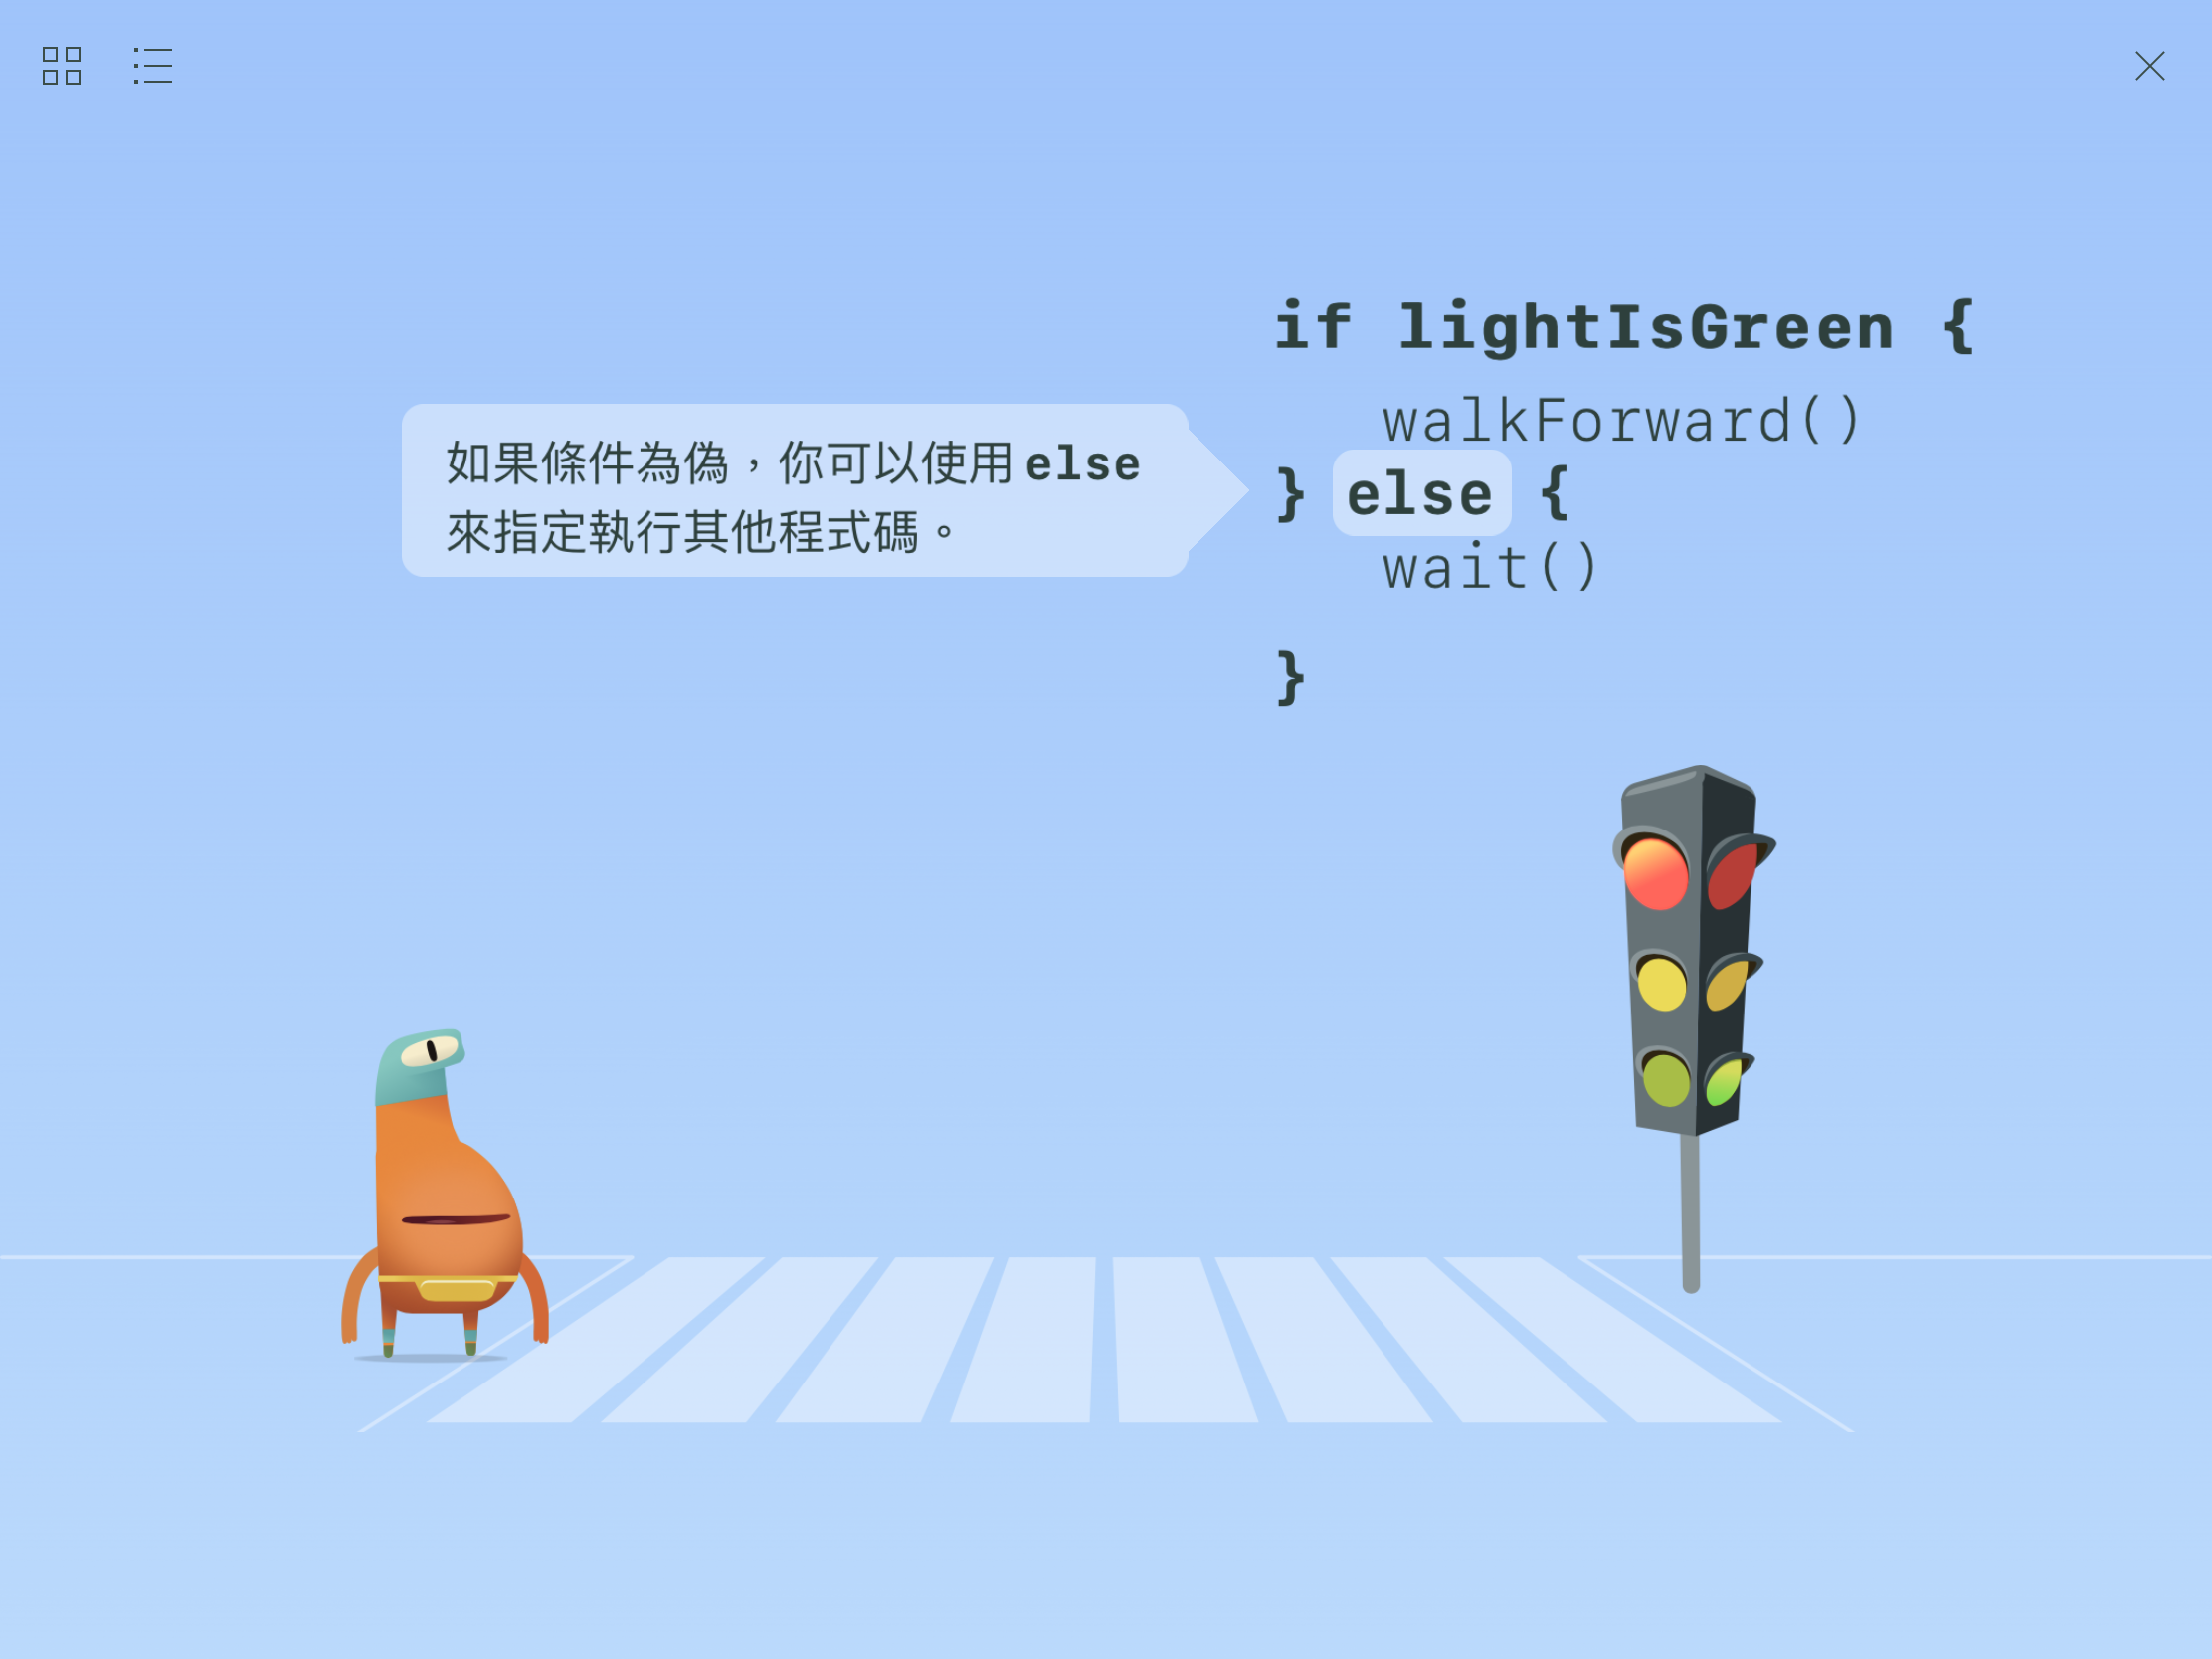 if lightIsGreen {
walkForward()
如果條件為偽，你可以使用 else
來指定執行其他程式碼。
} else {
wait()
}